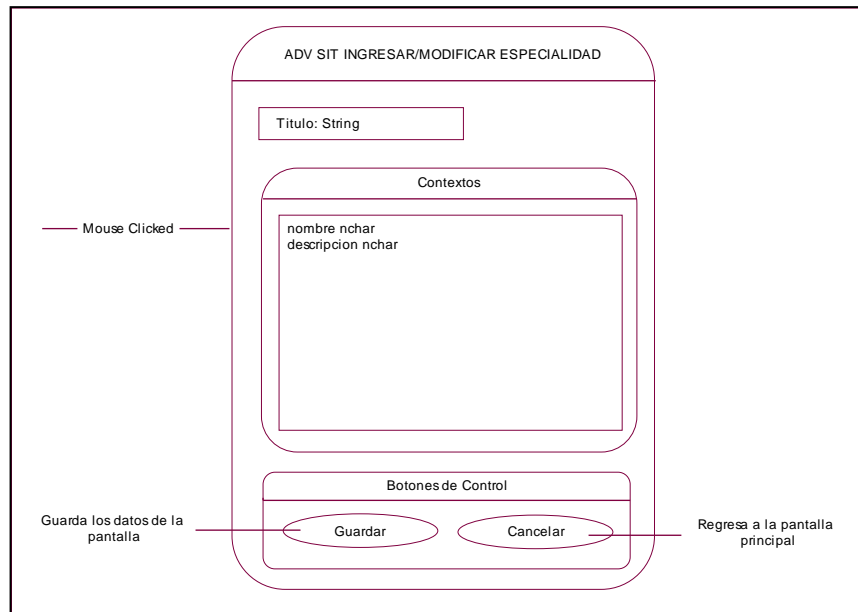 ADV SIT INGRESAR/MODIFICAR ESPECIALIDAD
Titulo: String
Contextos
nombre nchar
descripcion nchar
Mouse Clicked
Botones de Control
Guardar
Cancelar
Guarda los datos de la
pantalla
Regresa a la pantalla
principal